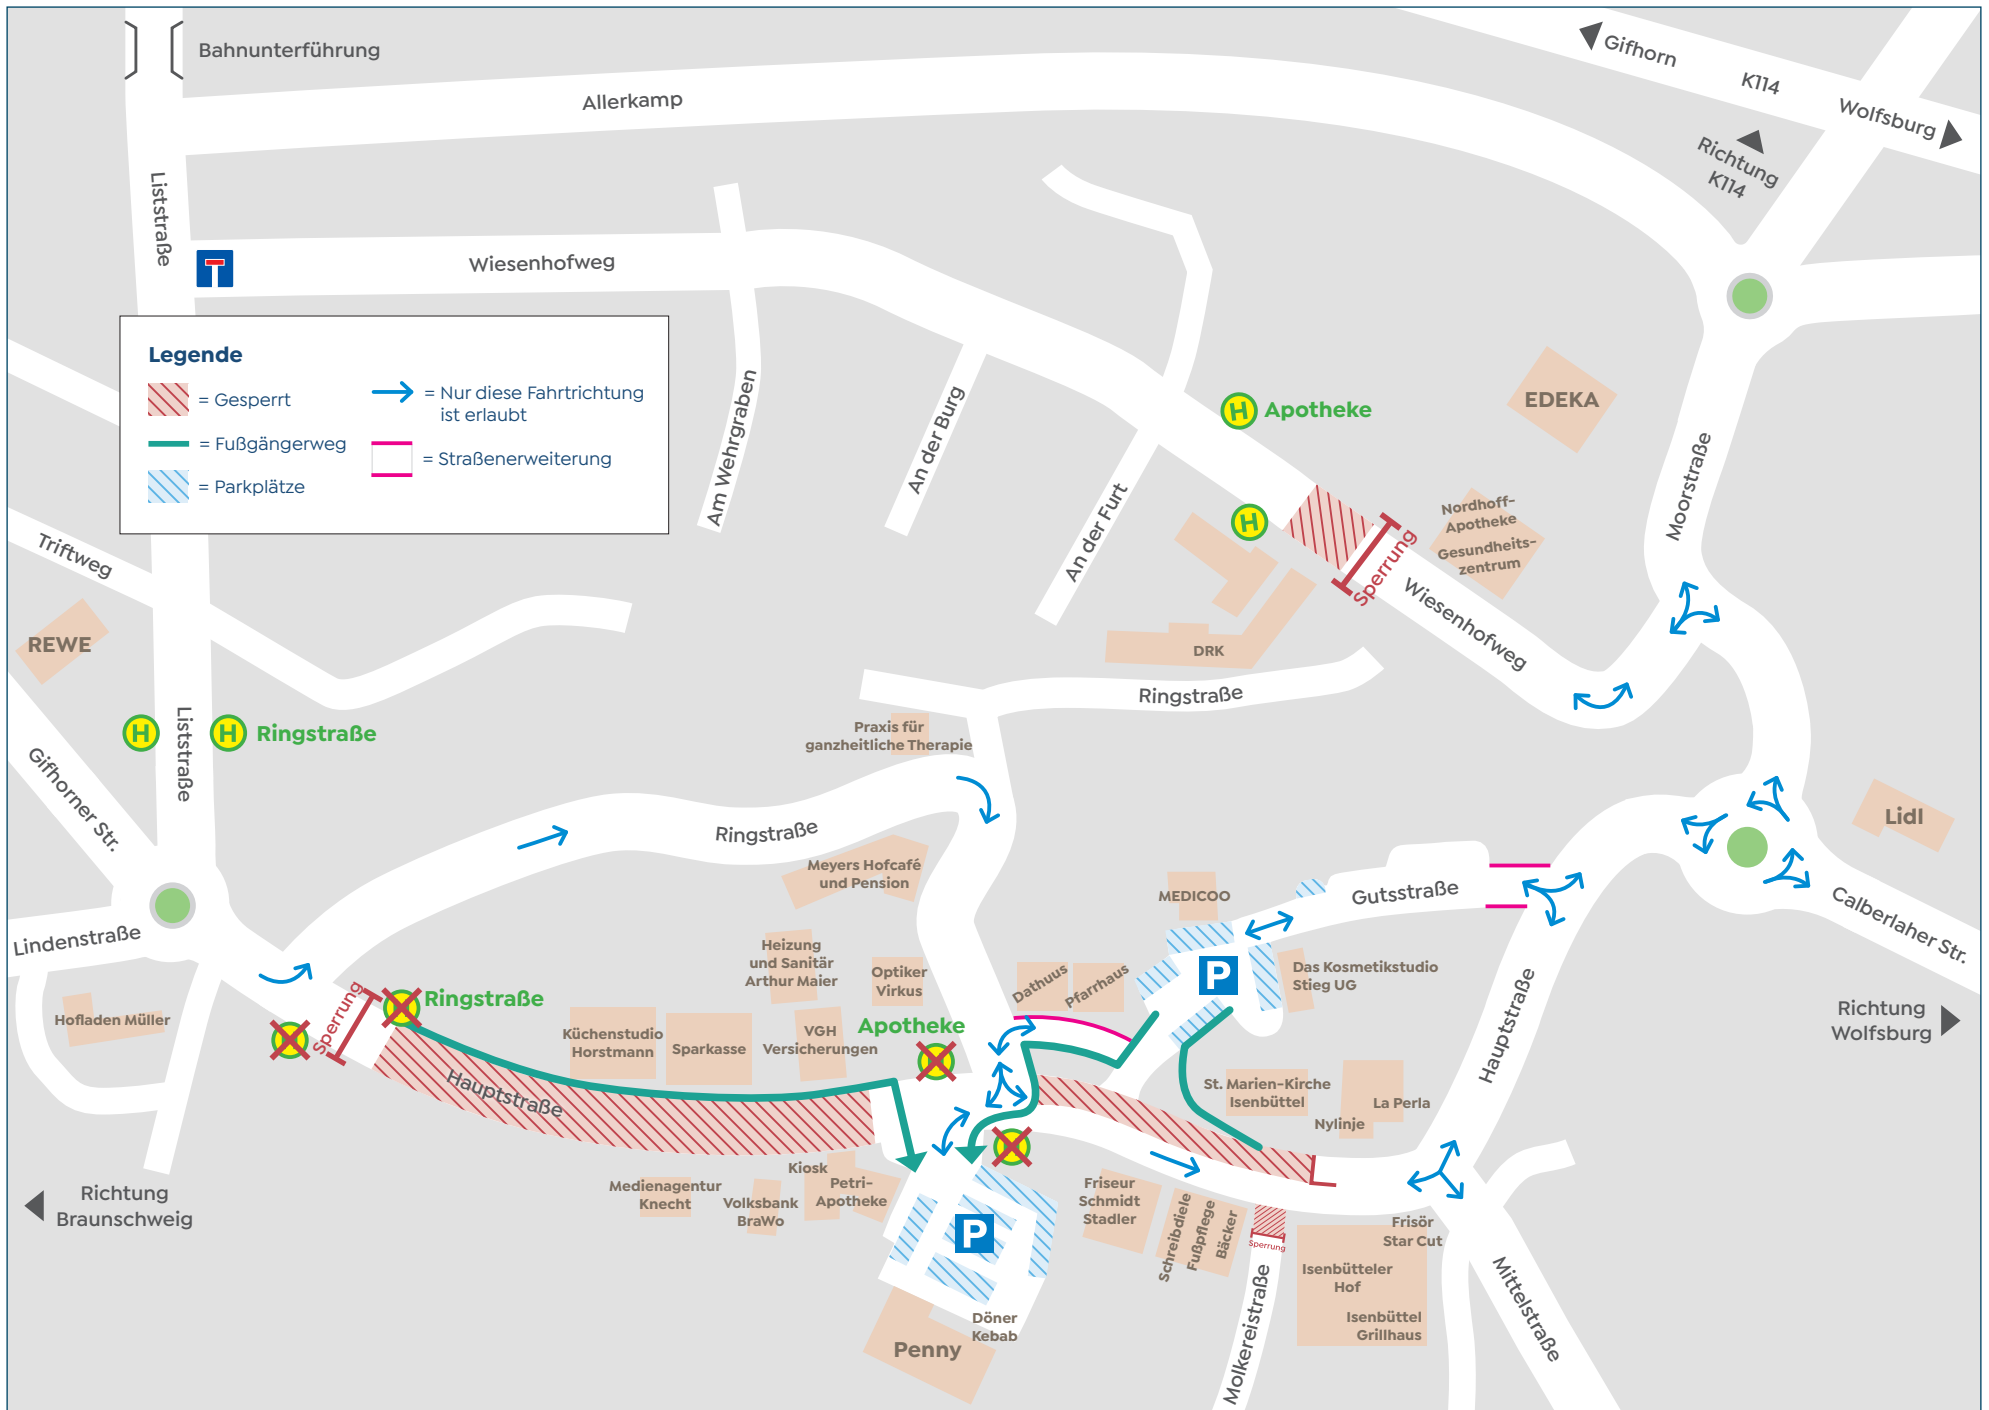 Bahnunterführung
Allerkamp
Gifhorn
K114
Wolfsburg
Richtung
K114
Liststraße
Wiesenhofweg
Legende
= Gesperrt
= Fußgängerweg
= Parkplätze
= Nur diese Fahrtrichtung
ist erlaubt
= Straßenerweiterung
Am Wehrgraben
An der Burg
An der Furt
H Apotheke
H
EDEKA
Moorstraße
Nordhoff-
Apotheke
Gesundheits-
zentrum
Sperrung
Wiesenhofweg
DRK
Ringstraße
Triftweg
REWE
H
H Ringstraße
Liststraße
Gifhorner Str.
Lindenstraße
Hofladen Müller
Praxis für
ganzheitliche Therapie
Ringstraße
Meyers Hofcafé
und Pension
MEDICOO
Gutsstraße
Lidl
Calberlaher Str.
Richtung
Wolfsburg
Heizung
und Sanitär
Arthur Maier
Optiker
Virkus
Dathuus
Pfarrhaus
P
Das Kosmetikstudio
Stieg UG
Hauptstraße
Sperrung
Ringstraße
Küchenstudio
Horstmann
Sparkasse
VGH
Versicherungen
Apotheke
Hauptstraße
St. Marien-Kirche
Isenbüttel
La Perla
Nylinje
Richtung
Braunschweig
Medienagentur
Knecht
Volksbank
BraWo
Kiosk
Petri-
Apotheke
P
Friseur
Schmidt
Stadler
Schreibdiele
Fußpflege
Bäcker
Sperrung
Molkereistraße
Frisör
Star Cut
Isenbütteler
Hof
Isenbüttel
Grillhaus
Mittelstraße
Döner
Kebab
Penny